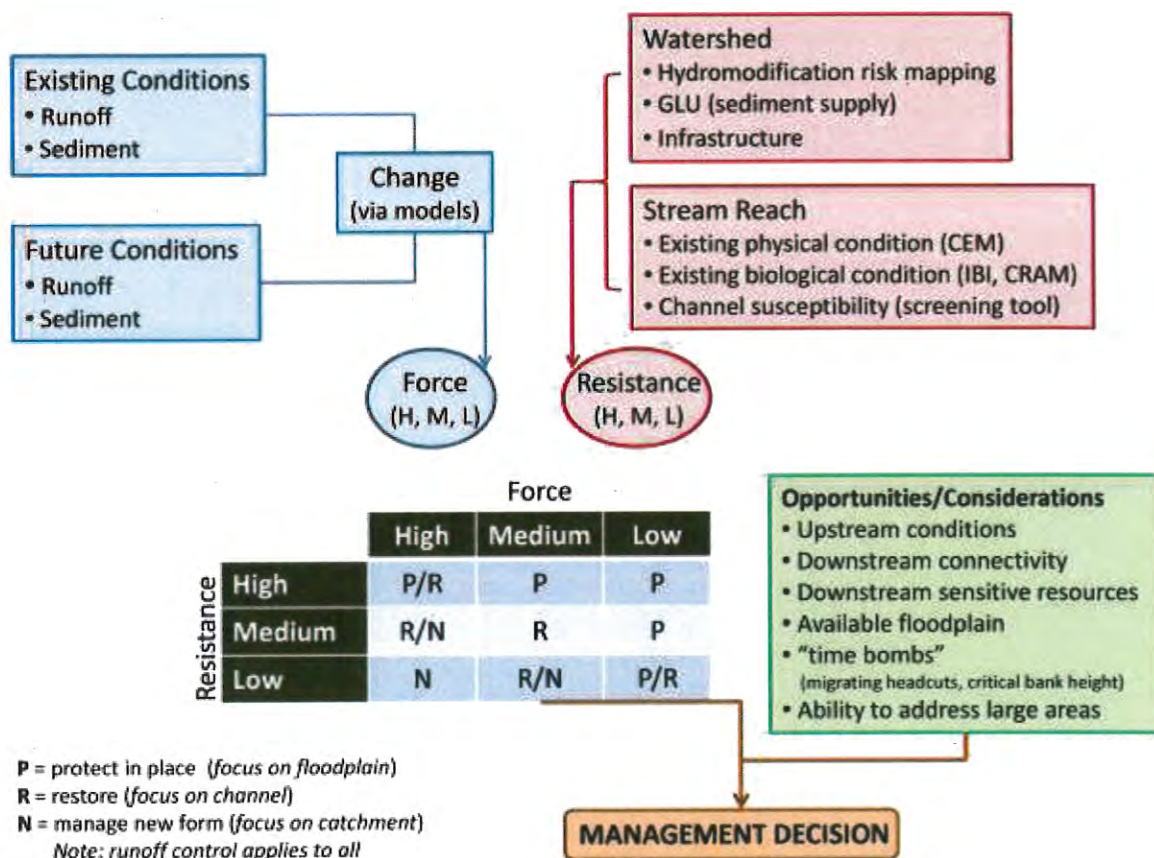 Existing Conditions
• Runoff
• Sediment
Future Conditions
• Runoff
• Sediment
Change
(via models)
Watershed
• Hydromodification risk mapping
• GLU (sediment supply)
• Infrastructure
Stream Reach
• Existing physical condition (CEM)
• Existing biological condition (IBI, CRAM)
• Channel susceptibility (screening tool)
Force
(H, M, L)
Resistance
(H, M, L)
Force
High Medium Low
Resistance
High P/R P P
Medium R/N R P
Low N R/N P/R
Opportunities/Considerations
• Upstream conditions
• Downstream connectivity
• Downstream sensitive resources
• Available floodplain
• “time bombs”
(migrating headcuts, critical bank height)
• Ability to address large areas
P = protect in place (focus on floodplain)
R = restore (focus on channel)
N = manage new form (focus on catchment)
Note: runoff control applies to all
MANAGEMENT DECISION